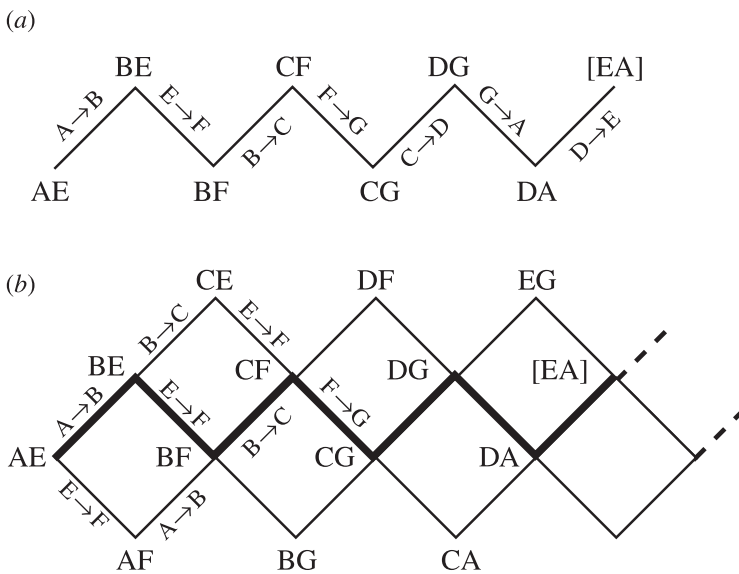 (a)
BE CF DG [EA]
A→B E→F B→C F→G C→D G→A D→E
AE BF CG DA
(b)
CE DF EG
B→C E→F
BE CF DG [EA]
A→B E→F B→C F→G
AE BF CG DA
E→F A→B
AF BG CA